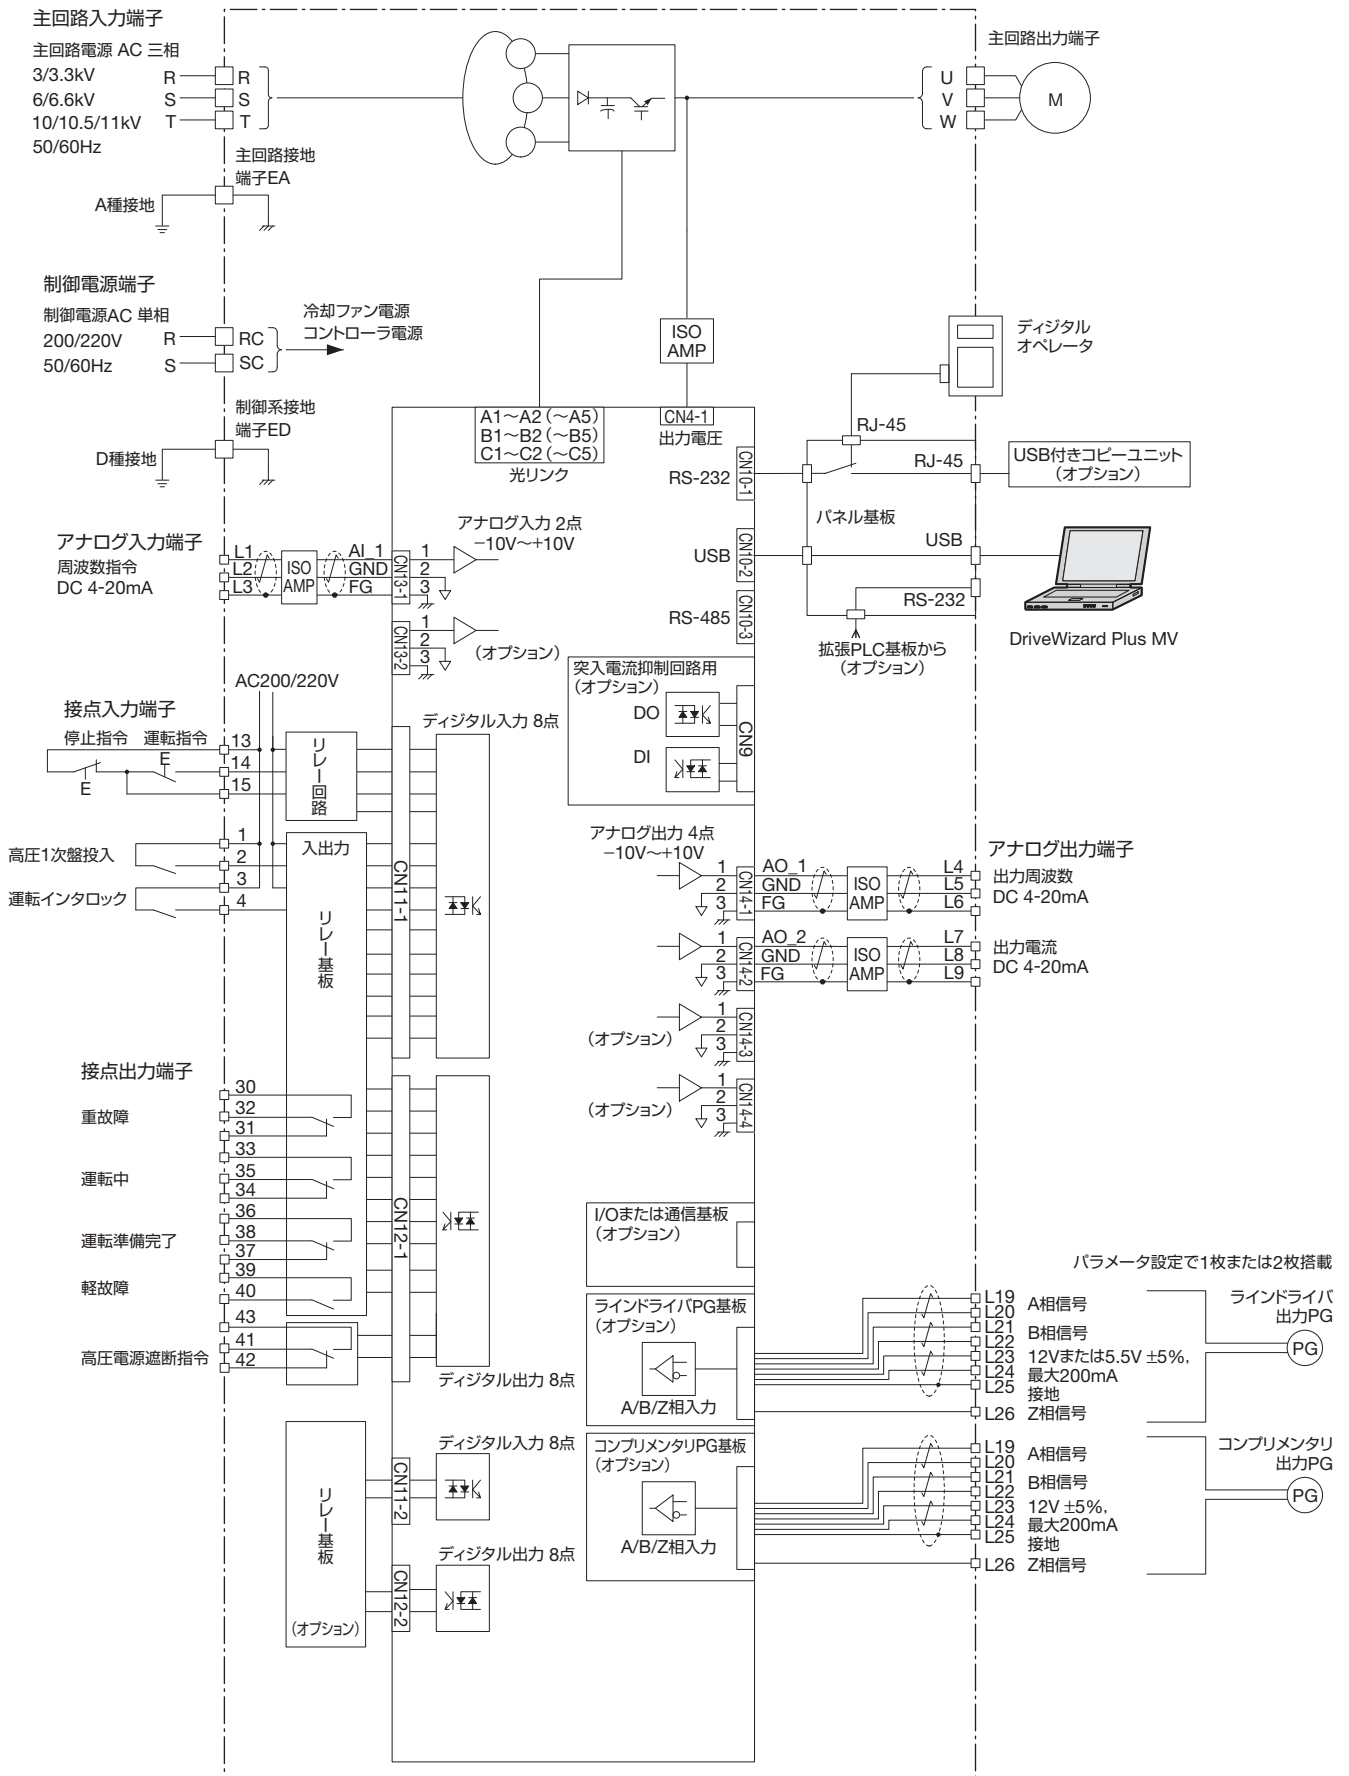 主回路入力端子
主回路電源 AC 三相
3/3.3kV
6/6.6kV
10/10.5/11kV
50/60Hz
R
S
T
R
S
T
主回路接地
端子EA
A種接地
U
V
W
主回路出力端子
M
制御電源端子
制御電源AC 単相
200/220V
50/60Hz
R
S
RC
SC
冷却ファン電源
コントローラ電源
制御系接地
端子ED
D種接地
ISO
AMP
ディジタル
オペレータ
A1～A2(～A5)
B1～B2(～B5)
C1～C2(～C5)
光リンク
CN4-1
出力電圧
RS-232
CN10-1
RJ-45
RJ-45
USB付きコピーユニット
(オプション)
パネル基板
USB
CN10-2
USB
RS-485
CN10-3
RS-232
拡張PLC基板から
(オプション)
DriveWizard Plus MV
アナログ入力端子
周波数指令
DC 4-20mA
L1
L2
L3
ISO
AMP
AI_1
GND
FG
CN13-1
1
2
3
アナログ入力 2点
−10V～+10V
CN13-2
1
2
3
(オプション)
AC200/220V
突入電流抑制回路用
(オプション)
DO
DI
CN9
接点入力端子
停止指令
運転指令
E
E
13
14
15
リレー回路
ディジタル入力 8点
高圧1次盤投入
運転インタロック
1
2
3
4
入出力
リレー基板
CN11-1
アナログ出力 4点
−10V～+10V
1
2
3
CN14-1
AO_1
GND
FG
ISO
AMP
L4
L5
L6
アナログ出力端子
出力周波数
DC 4-20mA
1
2
3
CN14-2
AO_2
GND
FG
ISO
AMP
L7
L8
L9
出力電流
DC 4-20mA
(オプション)
1
2
3
CN14-3
(オプション)
1
2
3
CN14-4
接点出力端子
重故障
30
32
31
運転中
33
35
34
運転準備完了
36
38
37
軽故障
39
40
高圧電源遮断指令
43
41
42
CN12-1
ディジタル出力 8点
I/Oまたは通信基板
(オプション)
ラインドライバPG基板
(オプション)
A/B/Z相入力
パラメータ設定で1枚または2枚搭載
L19
L20
L21
L22
L23
L24
L25
L26
A相信号
B相信号
12Vまたは5.5V ±5%,
最大200mA
接地
Z相信号
ラインドライバ
出力PG
PG
コンプリメンタリPG基板
(オプション)
A/B/Z相入力
L19
L20
L21
L22
L23
L24
L25
L26
A相信号
B相信号
12V ±5%,
最大200mA
接地
Z相信号
コンプリメンタリ
出力PG
PG
リレー基板
(オプション)
CN11-2
ディジタル入力 8点
CN12-2
ディジタル出力 8点